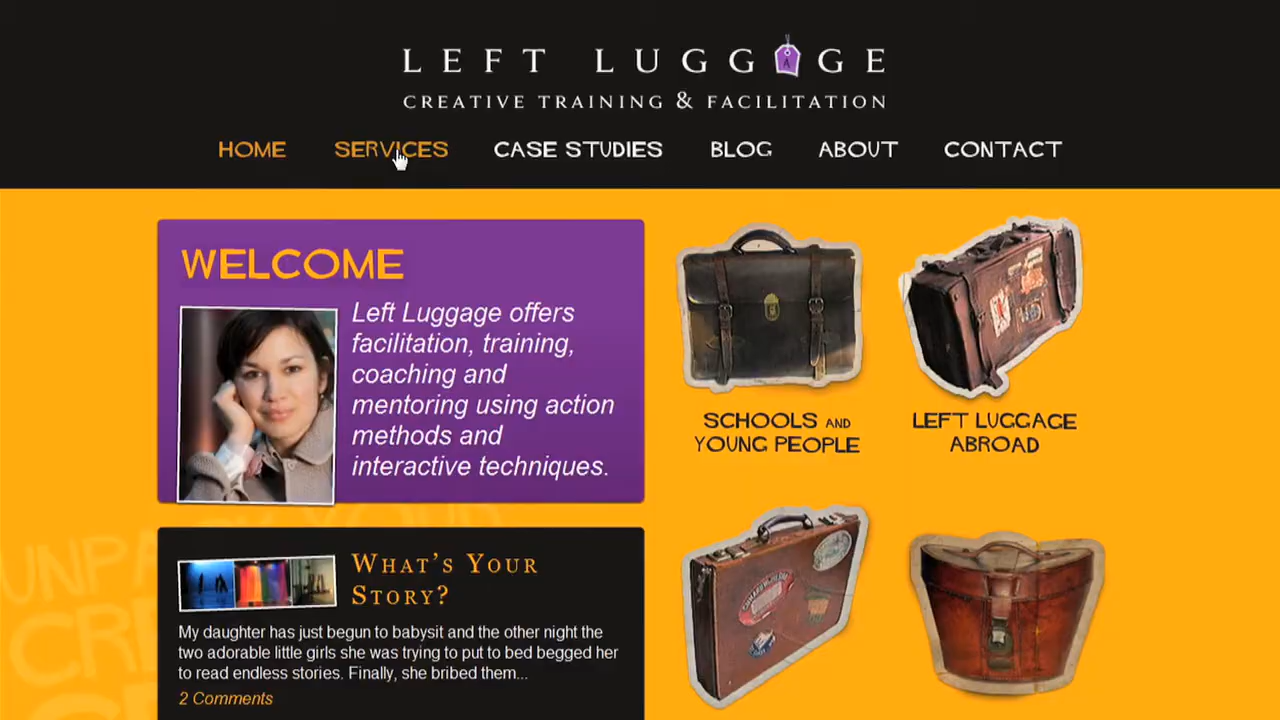 LEFT LUGGAGE
CREATIVE TRAINING & FACILITATION
HOME SERVICES CASE STUDIES BLOG ABOUT CONTACT
WELCOME
Left Luggage offers
facilitation, training,
coaching and
mentoring using action
methods and
interactive techniques.
SCHOOLS AND
YOUNG PEOPLE
LEFT LUGGAGE
ABROAD
WHAT'S YOUR
STORY?
My daughter has just begun to babysit and the other night the
two adorable little girls she was trying to put to bed begged her
to read endless stories. Finally, she bribed them...
2 Comments